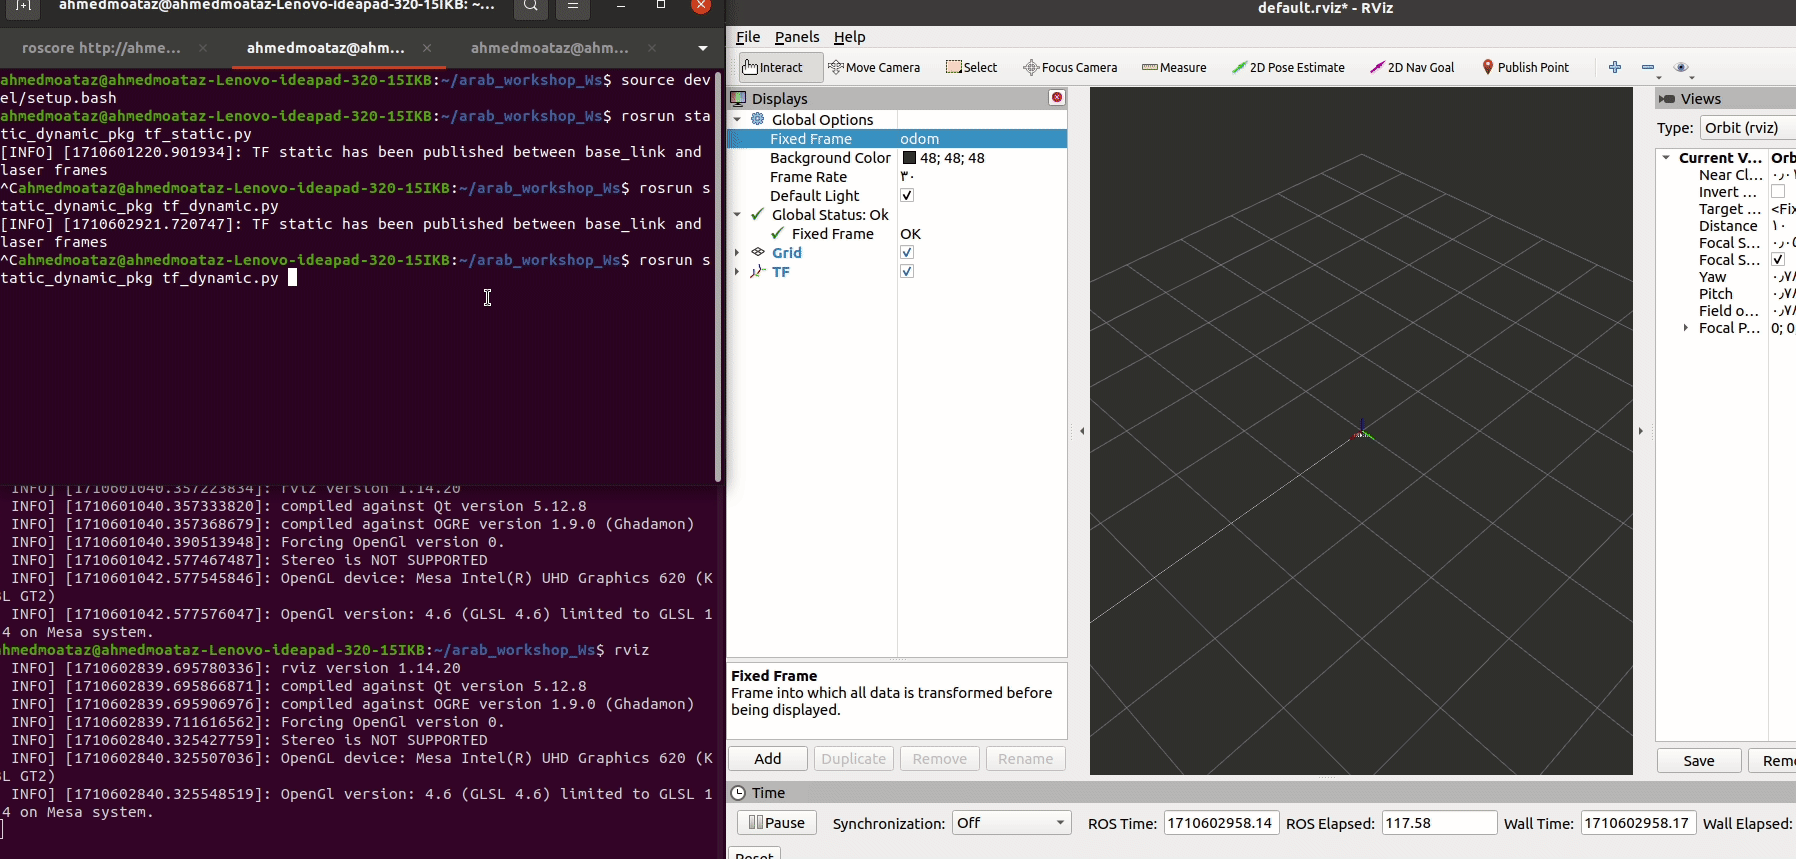 ahmedmoataz@ahmedmoataz-Lenovo-ideapad-320-15IKB: ~...
roscore http://ahme...
ahmedmoataz@ahm...
ahmedmoataz@ahm...
ahmedmoataz@ahmedmoataz-Lenovo-ideapad-320-15IKB:~/arab_workshop_Ws$ source dev
el/setup.bash
ahmedmoataz@ahmedmoataz-Lenovo-ideapad-320-15IKB:~/arab_workshop_Ws$ rosrun sta
tic_dynamic_pkg tf_static.py
[INFO] [1710601220.901934]: TF static has been published between base_link and
laser frames
^Cahmedmoataz@ahmedmoataz-Lenovo-ideapad-320-15IKB:~/arab_workshop_Ws$ rosrun s
tatic_dynamic_pkg tf_dynamic.py
[INFO] [1710602921.720747]: TF static has been published between base_link and
laser frames
^Cahmedmoataz@ahmedmoataz-Lenovo-ideapad-320-15IKB:~/arab_workshop_Ws$ rosrun s
tatic_dynamic_pkg tf_dynamic.py
INFO] [1710601040.357223834]: rviz version 1.14.20
INFO] [1710601040.357333820]: compiled against Qt version 5.12.8
INFO] [1710601040.357368679]: compiled against OGRE version 1.9.0 (Ghadamon)
INFO] [1710601040.390513948]: Forcing OpenGl version 0.
INFO] [1710601042.577467487]: Stereo is NOT SUPPORTED
INFO] [1710601042.577545846]: OpenGL device: Mesa Intel(R) UHD Graphics 620 (K
BL GT2)
INFO] [1710601042.577576047]: OpenGl version: 4.6 (GLSL 4.6) limited to GLSL 1
4 on Mesa system.
hmedmoataz@ahmedmoataz-Lenovo-ideapad-320-15IKB:~/arab_workshop_Ws$ rviz
INFO] [1710602839.695780336]: rviz version 1.14.20
INFO] [1710602839.695866871]: compiled against Qt version 5.12.8
INFO] [1710602839.695906976]: compiled against OGRE version 1.9.0 (Ghadamon)
INFO] [1710602839.711616562]: Forcing OpenGl version 0.
INFO] [1710602840.325427759]: Stereo is NOT SUPPORTED
INFO] [1710602840.325507036]: OpenGL device: Mesa Intel(R) UHD Graphics 620 (K
BL GT2)
INFO] [1710602840.325548519]: OpenGl version: 4.6 (GLSL 4.6) limited to GLSL 1
4 on Mesa system.
default.rviz* - RViz
File Panels Help
Interact Move Camera Select Focus Camera Measure 2D Pose Estimate 2D Nav Goal Publish Point
Displays
Global Options
Fixed Frame odom
Background Color 48; 48; 48
Frame Rate ٣٠
Default Light
Global Status: Ok
Fixed Frame OK
Grid
TF
Fixed Frame
Frame into which all data is transformed before
being displayed.
Add Duplicate Remove Rename
Views
Type: Orbit (rviz)
Current V... Orb
Near Cl... ٠٫٠١
Invert ...
Target ... <Fix
Distance ١٠
Focal S... ٠٫٠٥
Focal S...
Yaw ٠٫٧٨
Pitch ٠٫٧٨
Field o... ٠٫٧٨
Focal P... 0; 0
Save Remo
Time
Pause Synchronization: Off ROS Time: 1710602958.14 ROS Elapsed: 117.58 Wall Time: 1710602958.17 Wall Elapsed:
Reset